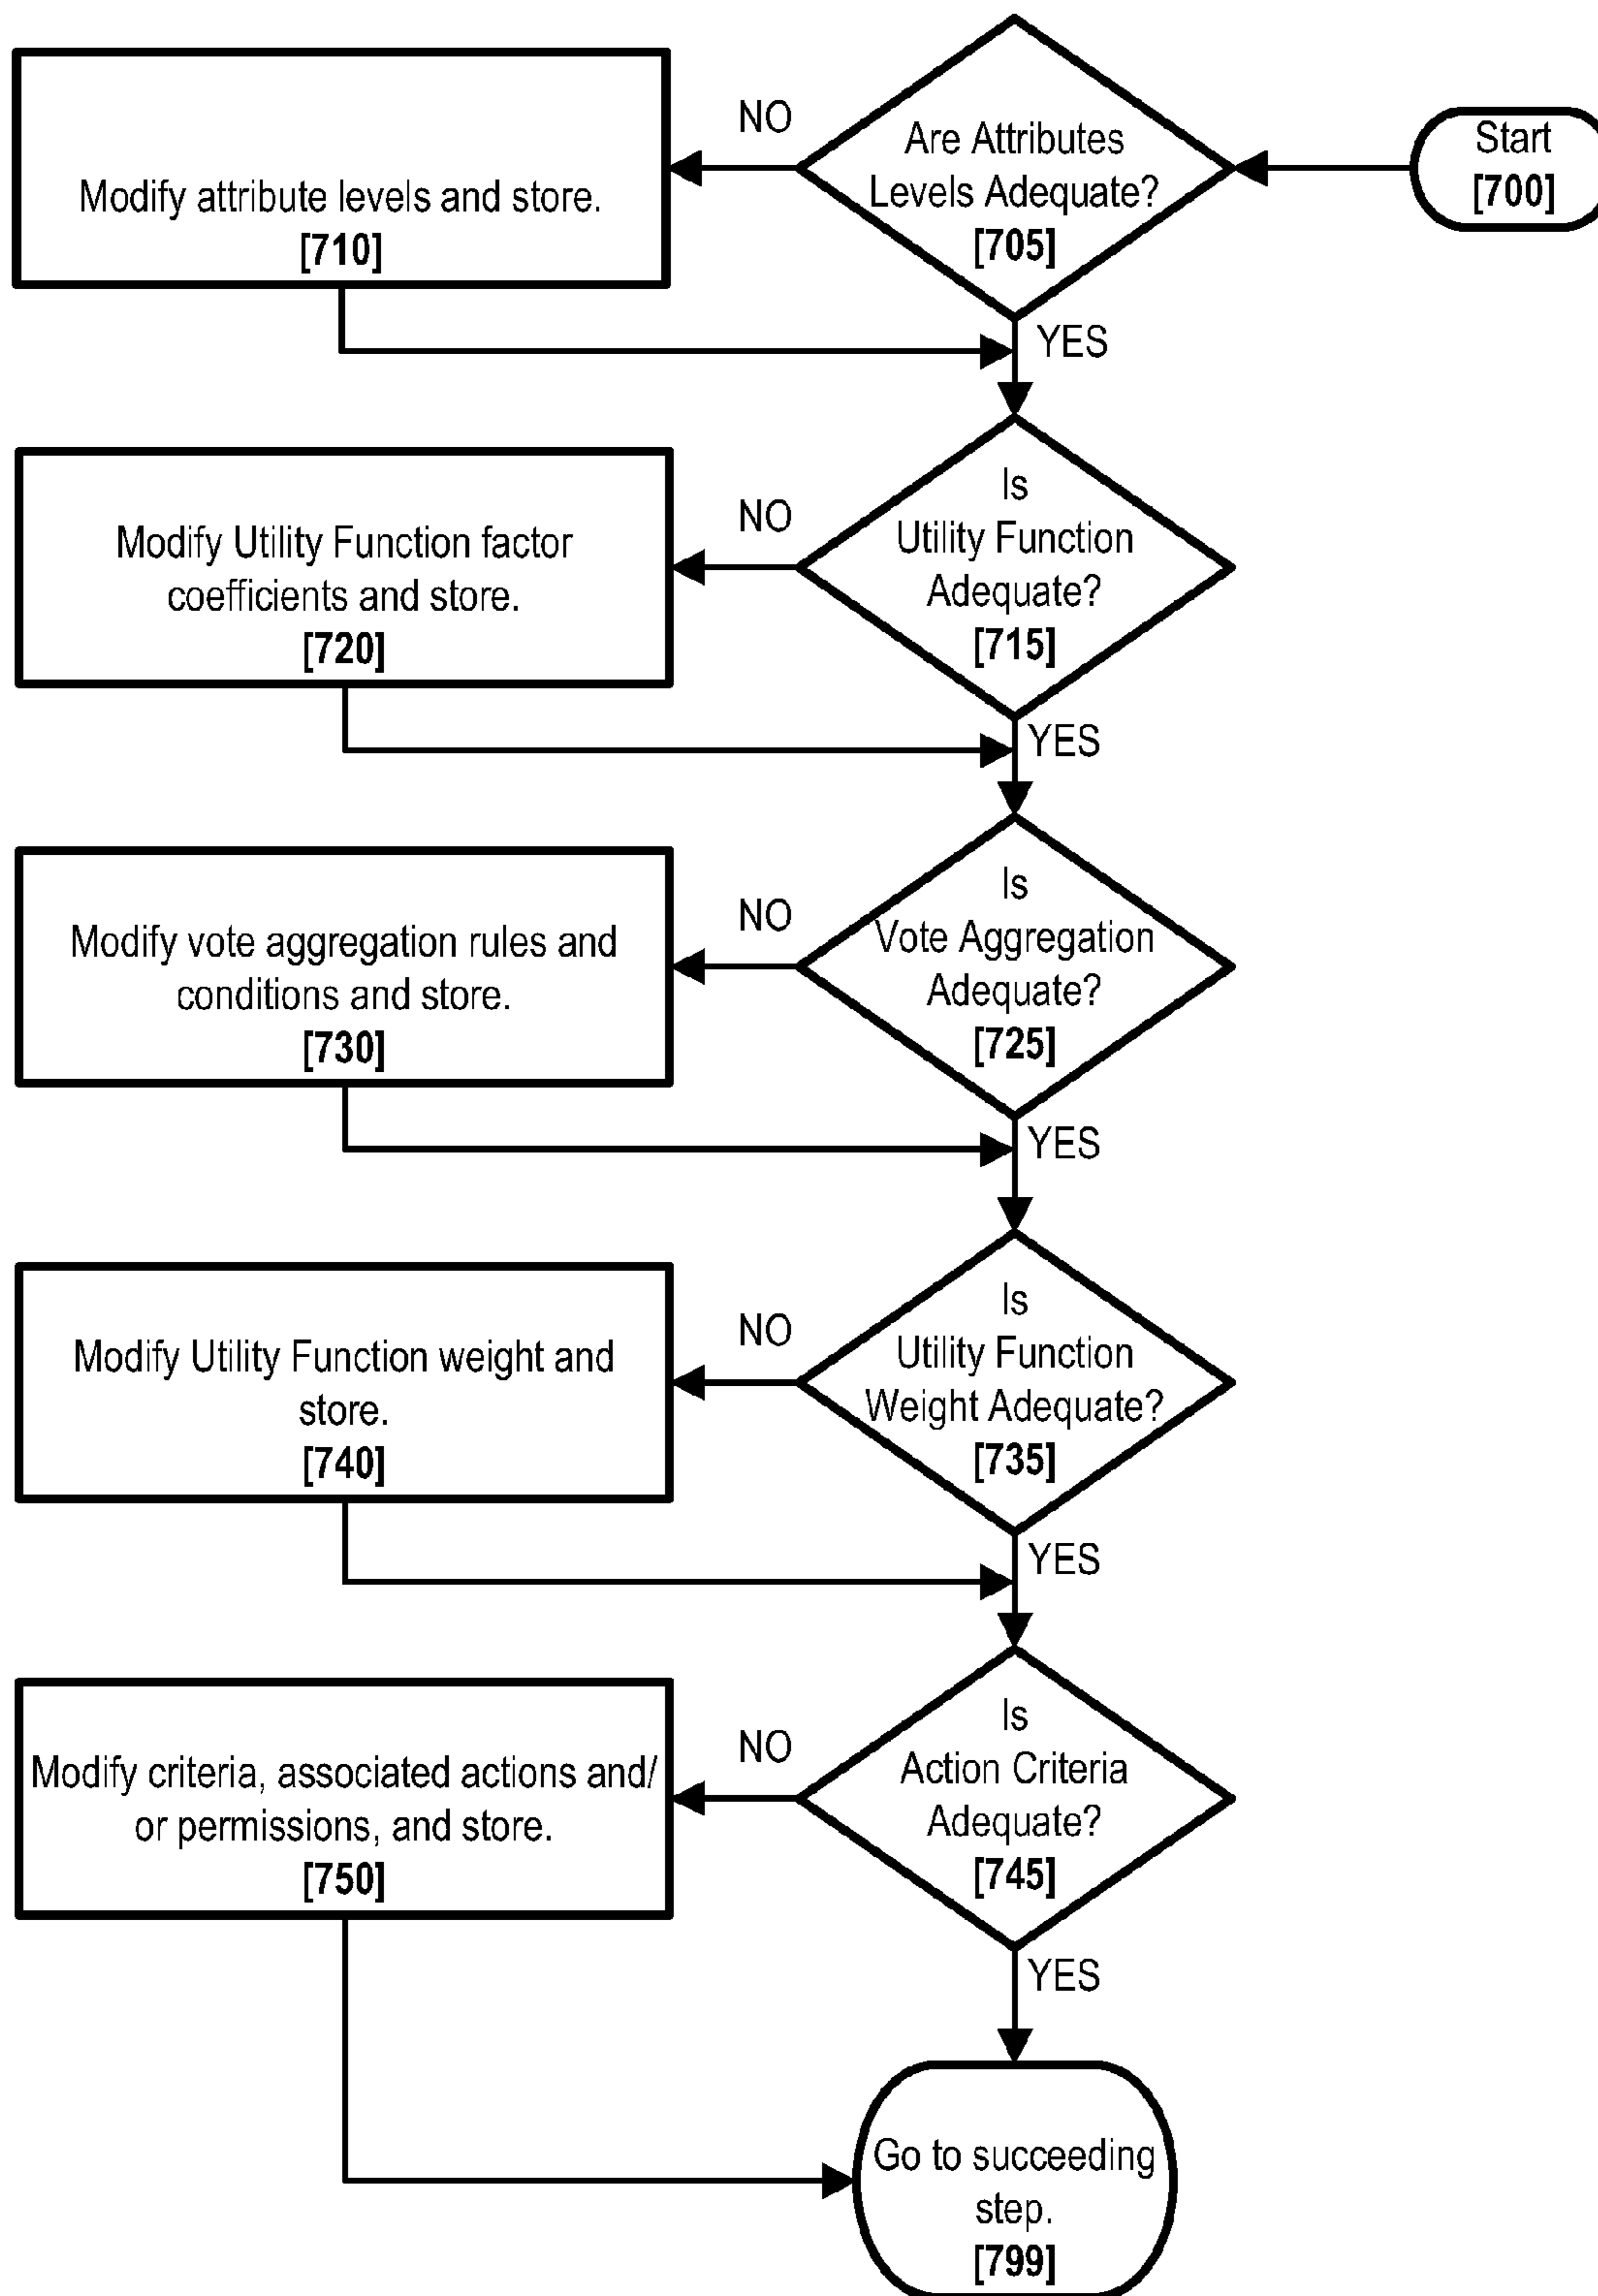 Start
[700]
Are Attributes
Levels Adequate?
[705]
NO
Modify attribute levels and store.
[710]
YES
Is
Utility Function
Adequate?
[715]
NO
Modify Utility Function factor
coefficients and store.
[720]
YES
Is
Vote Aggregation
Adequate?
[725]
NO
Modify vote aggregation rules and
conditions and store.
[730]
YES
Is
Utility Function
Weight Adequate?
[735]
NO
Modify Utility Function weight and
store.
[740]
YES
Is
Action Criteria
Adequate?
[745]
NO
Modify criteria, associated actions and/
or permissions, and store.
[750]
YES
Go to succeeding
step.
[799]